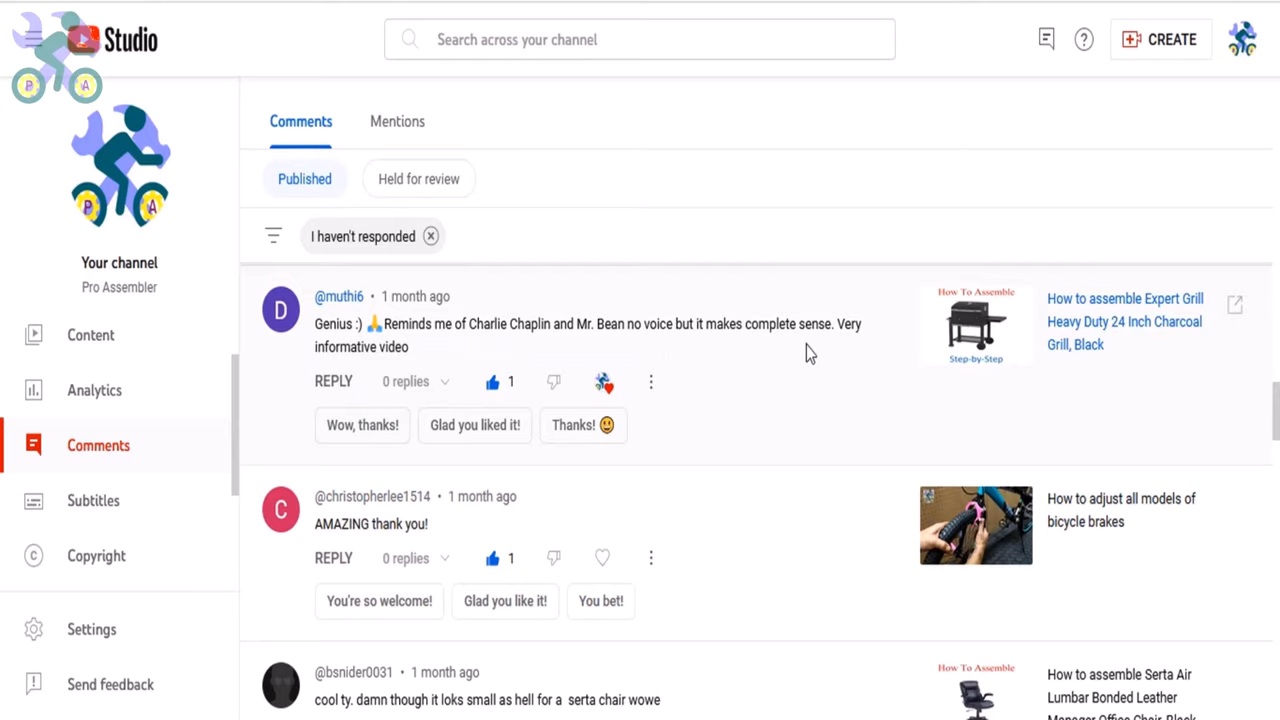 Studio
Search across your channel
CREATE
P A
P A
Your channel
Pro Assembler
Content
Analytics
Comments
Subtitles
Copyright
Settings
Send feedback
Comments Mentions
Published Held for review
I haven't responded
D
@muthi6 • 1 month ago
Genius :) 🙏Reminds me of Charlie Chaplin and Mr. Bean no voice but it makes complete sense. Very
informative video
REPLY 0 replies 1
Wow, thanks! Glad you liked it! Thanks! 😃
How To Assemble
Step-by-Step
How to assemble Expert Grill
Heavy Duty 24 Inch Charcoal
Grill, Black
C
@christopherlee1514 • 1 month ago
AMAZING thank you!
REPLY 0 replies 1
You're so welcome! Glad you like it! You bet!
How to adjust all models of
bicycle brakes
@bsnider0031 • 1 month ago
cool ty. damn though it loks small as hell for a serta chair wowe
How To Assemble
How to assemble Serta Air
Lumbar Bonded Leather
Manager Office Chair, Black